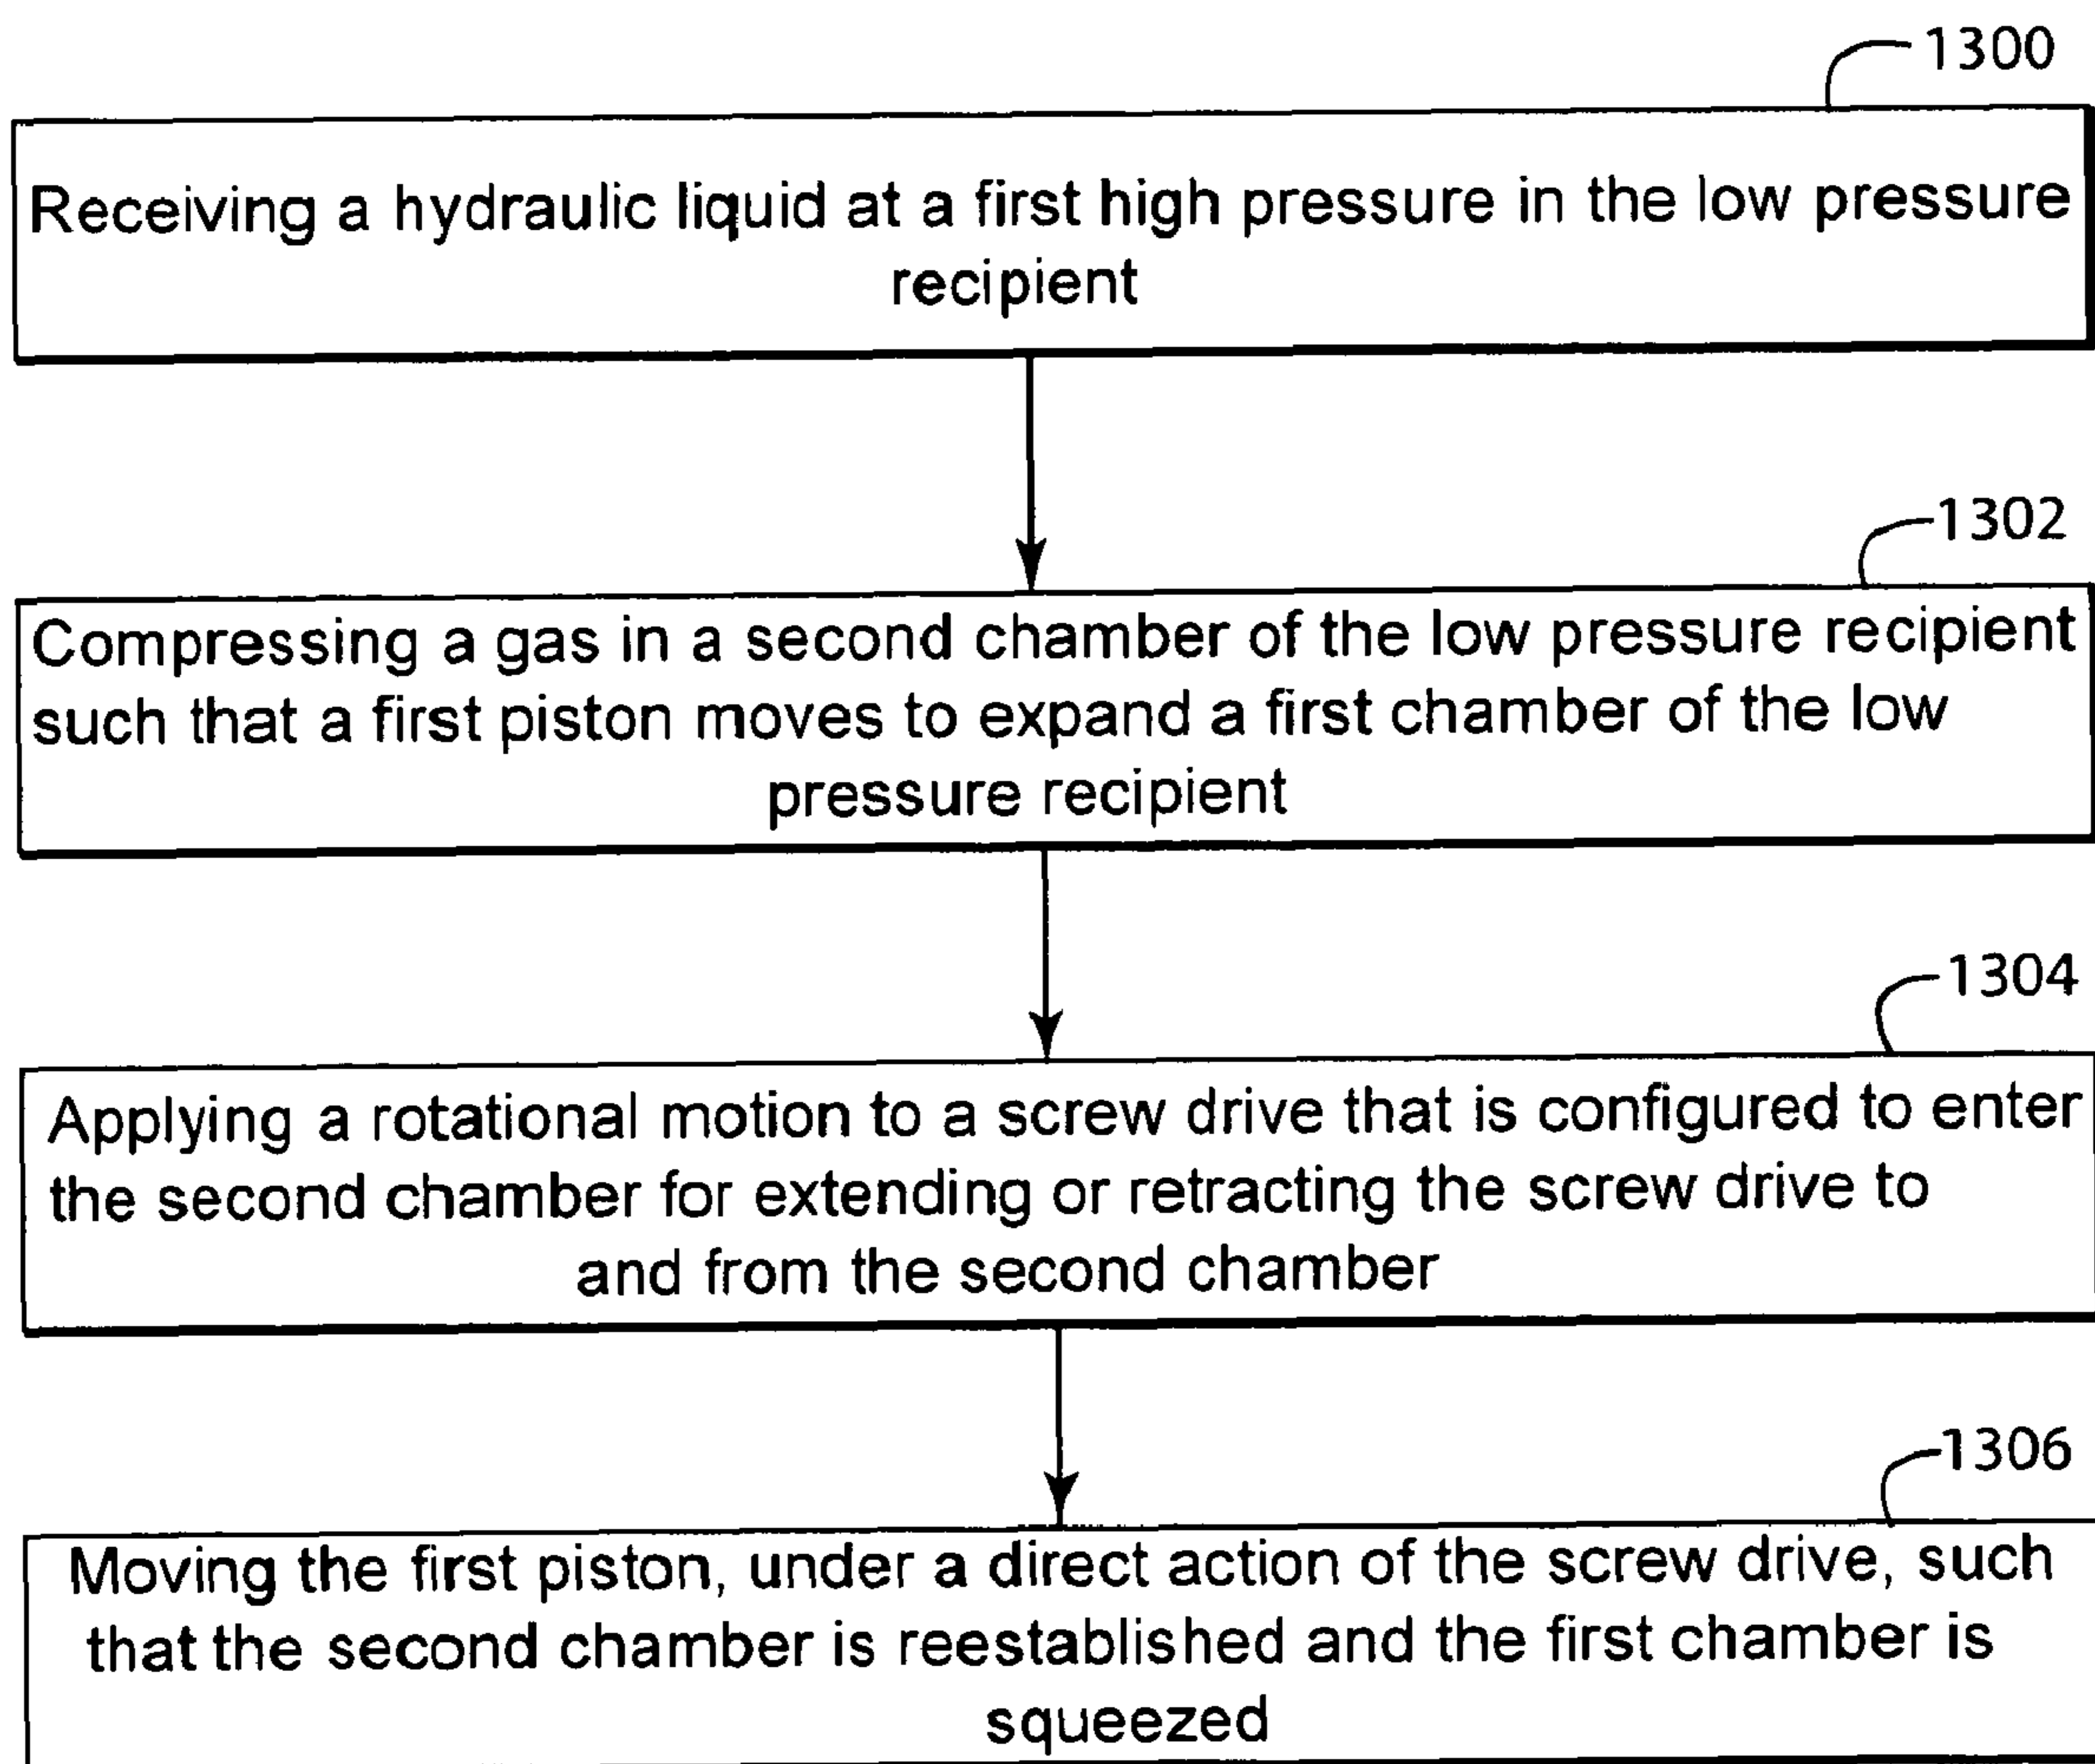 1300
Receiving a hydraulic liquid at a first high pressure in the low pressure
recipient
1302
Compressing a gas in a second chamber of the low pressure recipient
such that a first piston moves to expand a first chamber of the low
pressure recipient
1304
Applying a rotational motion to a screw drive that is configured to enter
the second chamber for extending or retracting the screw drive to
and from the second chamber
1306
Moving the first piston, under a direct action of the screw drive, such
that the second chamber is reestablished and the first chamber is
squeezed